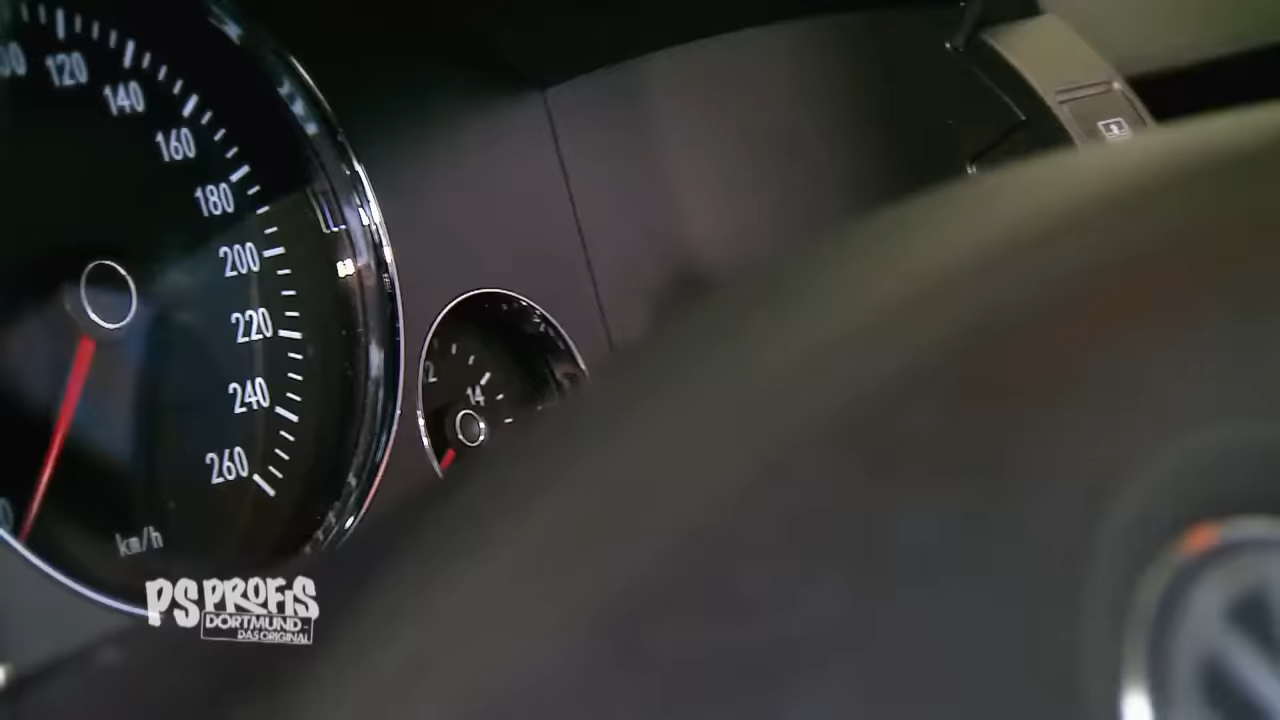 120
140
160
180
200
220
240
260
km/h
14
PS PROFIS
DORTMUND-
DAS ORIGINAL